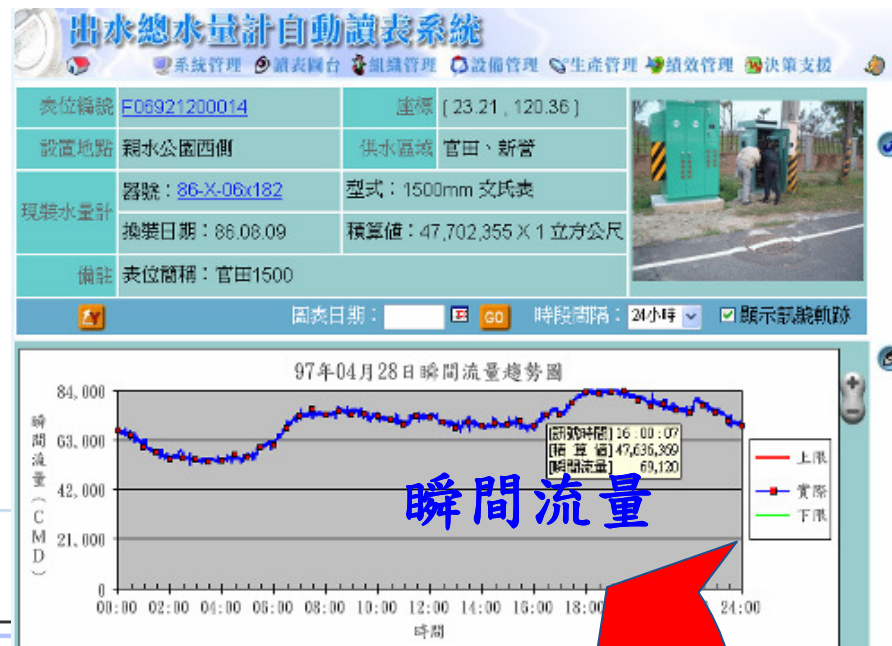 出水總水量計自動讀表系統
系統管理 讀表圖台 組織管理 設備管理 生產管理 績效管理 決策支援
表位編號 F06921200014 座標 [ 23.21 , 120.36 ]
設置地點 親水公園西側 供水區域 官田、新營
現裝水量計 器號：86-X-06x182 型式：1500mm 文氏表
換裝日期：86.08.09 積算值：47,702,355 X 1 立方公尺
備註 表位簡稱：官田1500
圖表日期： GO 時段間隔： 24小時 顯示訊號軌跡
97年04月28日瞬間流量趨勢圖
瞬間流量(CMD)
84,000
63,000
42,000
21,000
0
[訊號時間] 16:00:07
[積 算 值] 47,636,369
[瞬間流量] 69,120
瞬間流量
上限
實際
下限
00:00 02:00 04:00 06:00 08:00 10:00 12:00 14:00 16:00 18:00 24:00
時間